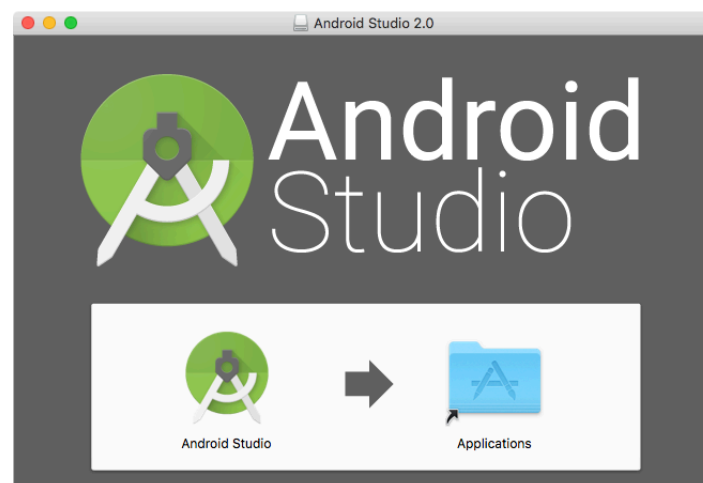 Android Studio 2.0
Android
Studio
Android Studio
Applications